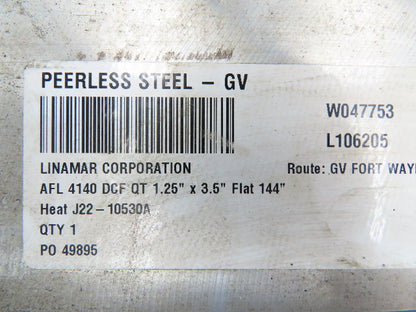 PEERLESS STEEL – GV
W047753
L106205
LINAMAR CORPORATION Route: GV FORT WAY
AFL 4140 DCF QT 1.25" x 3.5" Flat 144"
Heat J22-10530A
QTY 1
PO 49895